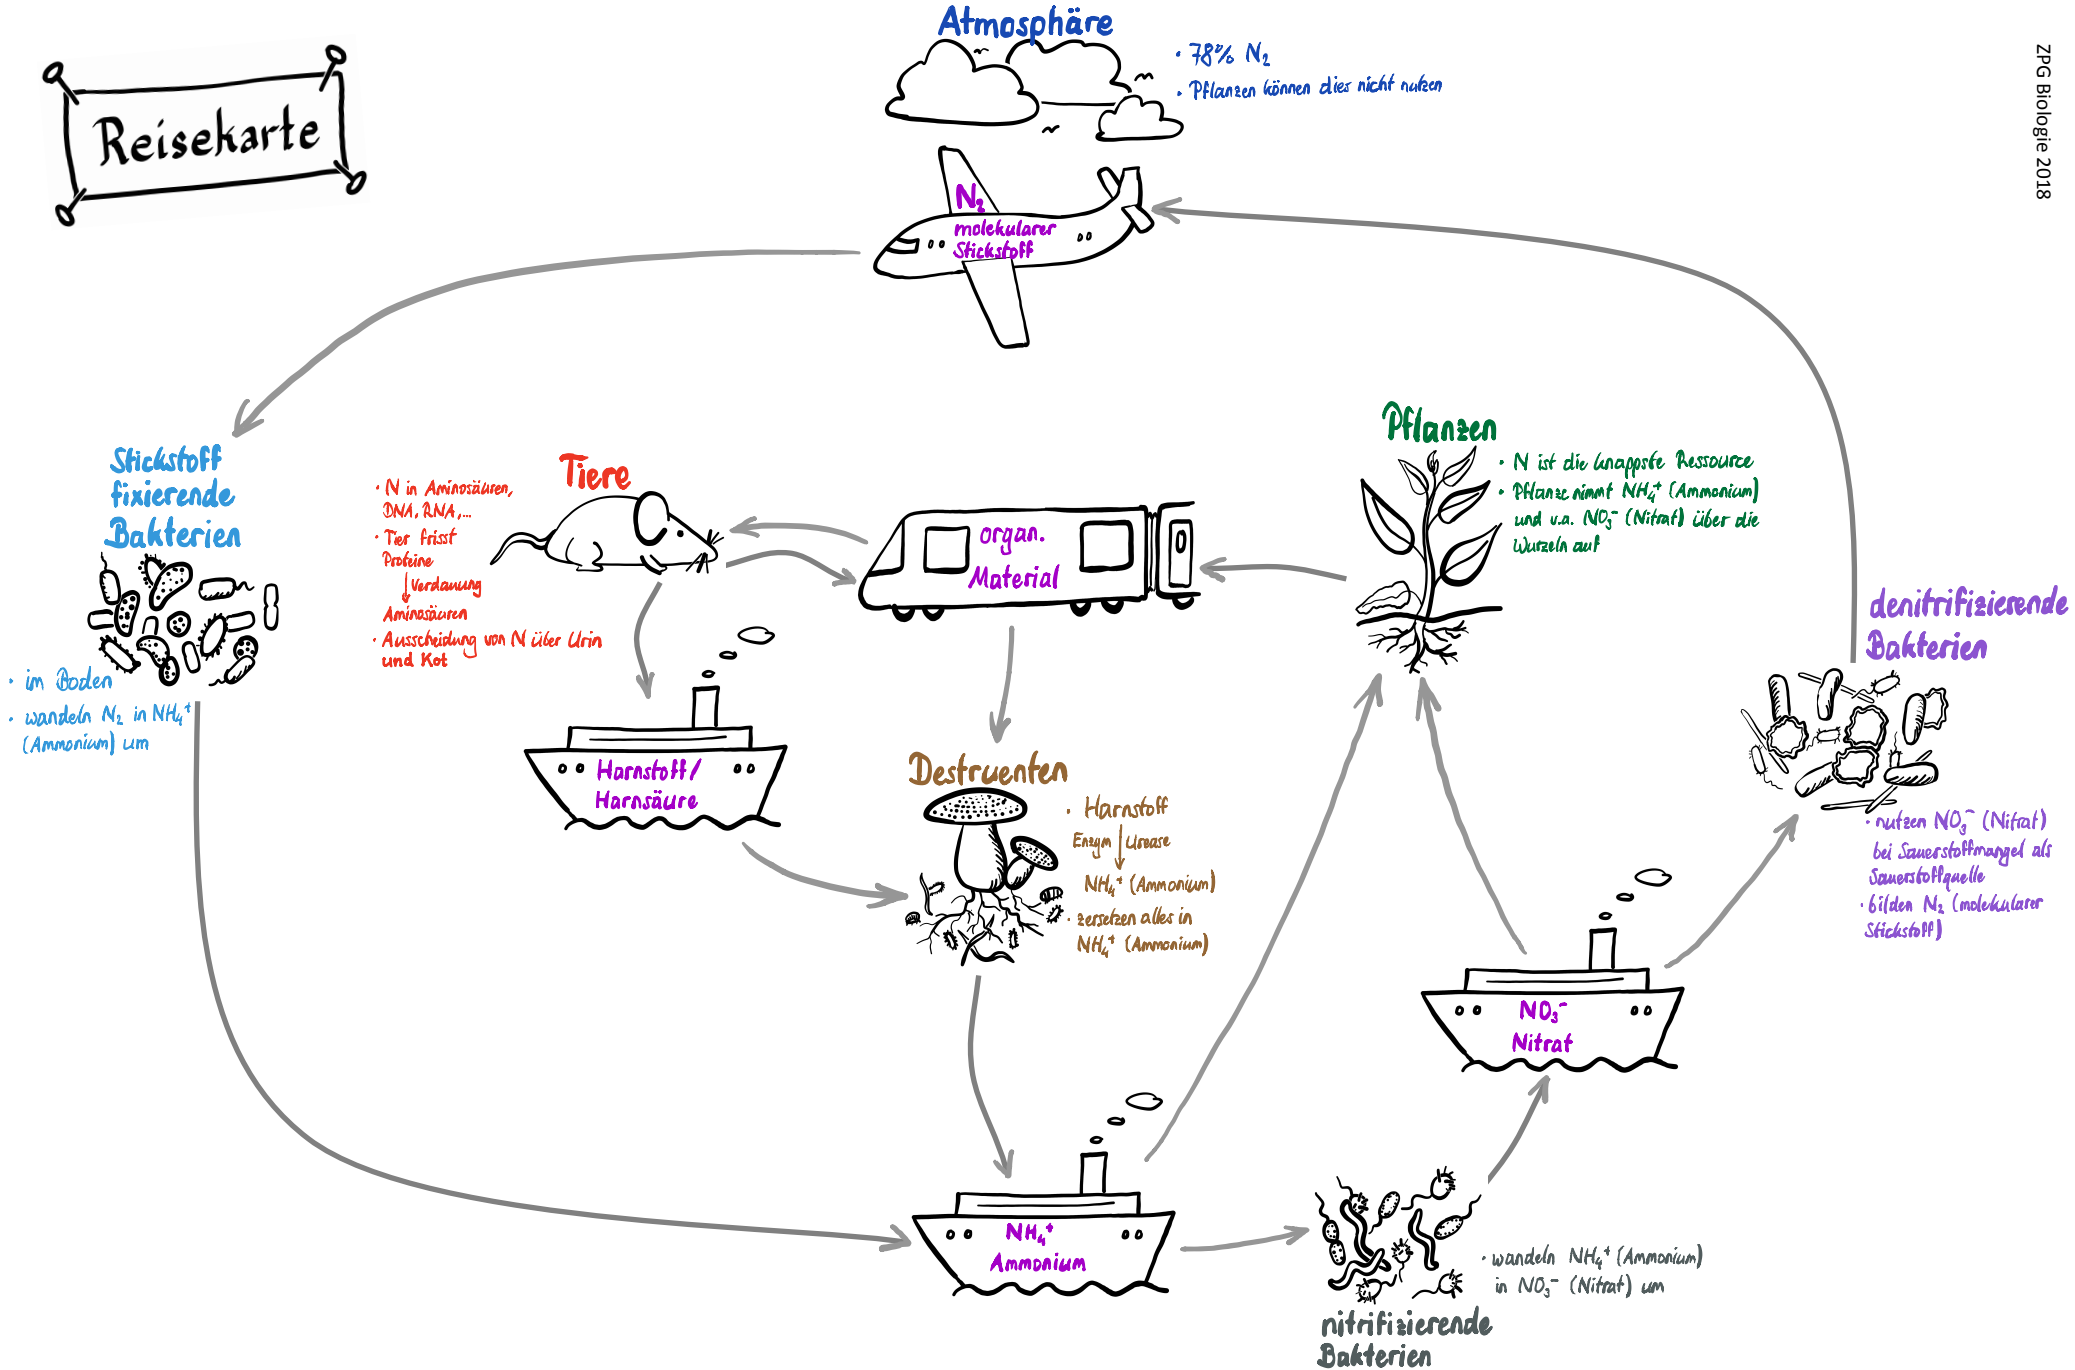 Reisekarte
Atmosphäre
· 78% N₂
· Pflanzen können dies nicht nutzen
ZPG Biologie 2018
N₂
molekularer
Stickstoff
Stickstoff
fixierende
Bakterien
· im Boden
· wandeln N₂ in NH₄⁺
(Ammonium) um
Tiere
· N in Aminosäuren,
DNA, RNA,...
· Tier frisst
Proteine
↓ Verdauung
Aminosäuren
· Ausscheidung von N über Urin
und Kot
organ.
Material
Pflanzen
· N ist die knappste Ressource
· Pflanze nimmt NH₄⁺ (Ammonium)
und v.a. NO₃⁻ (Nitrat) über die
Wurzeln auf
denitrifizierende
Bakterien
· nutzen NO₃⁻ (Nitrat)
bei Sauerstoffmangel als
Sauerstoffquelle
· bilden N₂ (molekularer
Stickstoff)
Harnstoff/
Harnsäure
Destruenten
· Harnstoff
Enzym ↓ Urease
NH₄⁺ (Ammonium)
· zersetzen alles in
NH₄⁺ (Ammonium)
NO₃⁻
Nitrat
NH₄⁺
Ammonium
· wandeln NH₄⁺ (Ammonium)
in NO₃⁻ (Nitrat) um
nitrifizierende
Bakterien